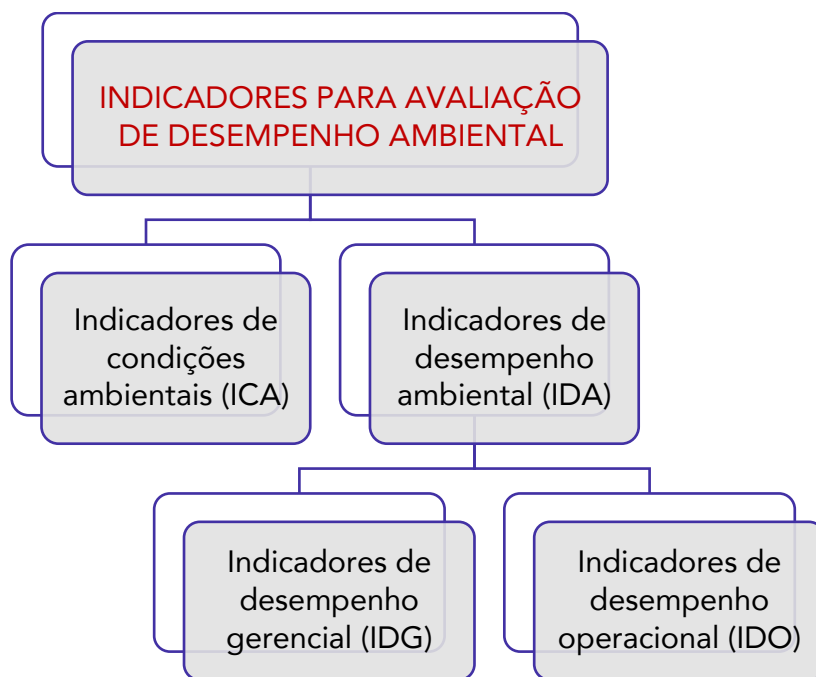 INDICADORES PARA AVALIAÇÃO
DE DESEMPENHO AMBIENTAL
Indicadores de
condições
ambientais (ICA)
Indicadores de
desempenho
ambiental (IDA)
Indicadores de
desempenho
gerencial (IDG)
Indicadores de
desempenho
operacional (IDO)